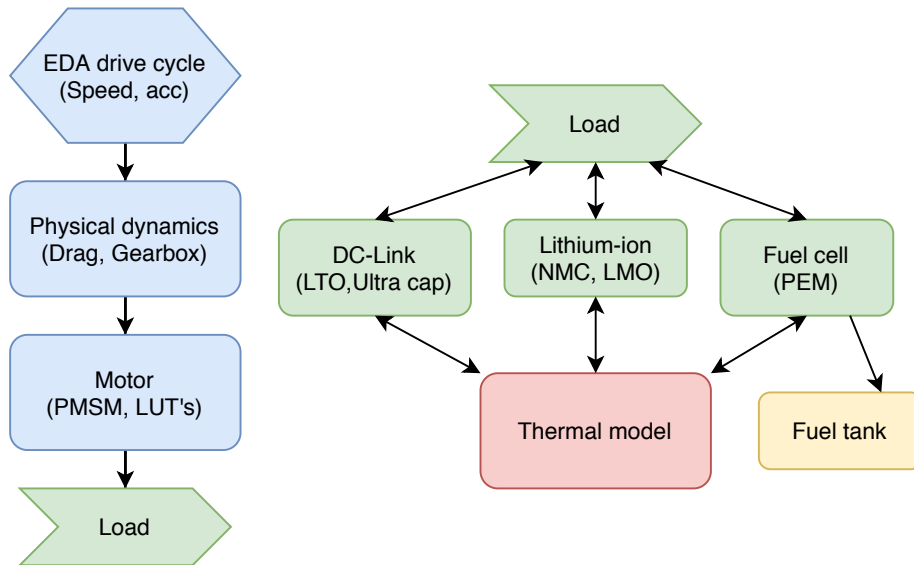 EDA drive cycle
(Speed, acc)
Physical dynamics
(Drag, Gearbox)
Motor
(PMSM, LUT's)
Load
Load
DC-Link
(LTO,Ultra cap)
Lithium-ion
(NMC, LMO)
Fuel cell
(PEM)
Thermal model
Fuel tank